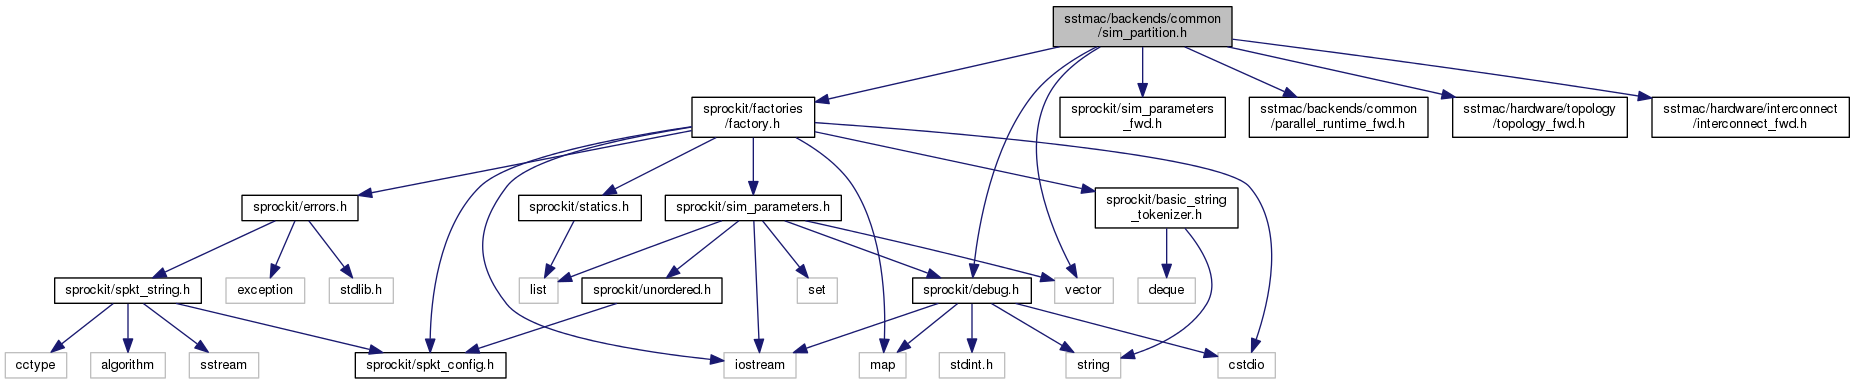 sstmac/backends/common
/sim_partition.h
sprockit/factories
/factory.h
sprockit/sim_parameters
_fwd.h
sstmac/backends/common
/parallel_runtime_fwd.h
sstmac/hardware/topology
/topology_fwd.h
sstmac/hardware/interconnect
/interconnect_fwd.h
sprockit/errors.h
sprockit/statics.h
sprockit/sim_parameters.h
sprockit/basic_string
_tokenizer.h
sprockit/spkt_string.h
exception
stdlib.h
list
sprockit/unordered.h
set
sprockit/debug.h
vector
deque
cctype
algorithm
sstream
sprockit/spkt_config.h
iostream
map
stdint.h
string
cstdio